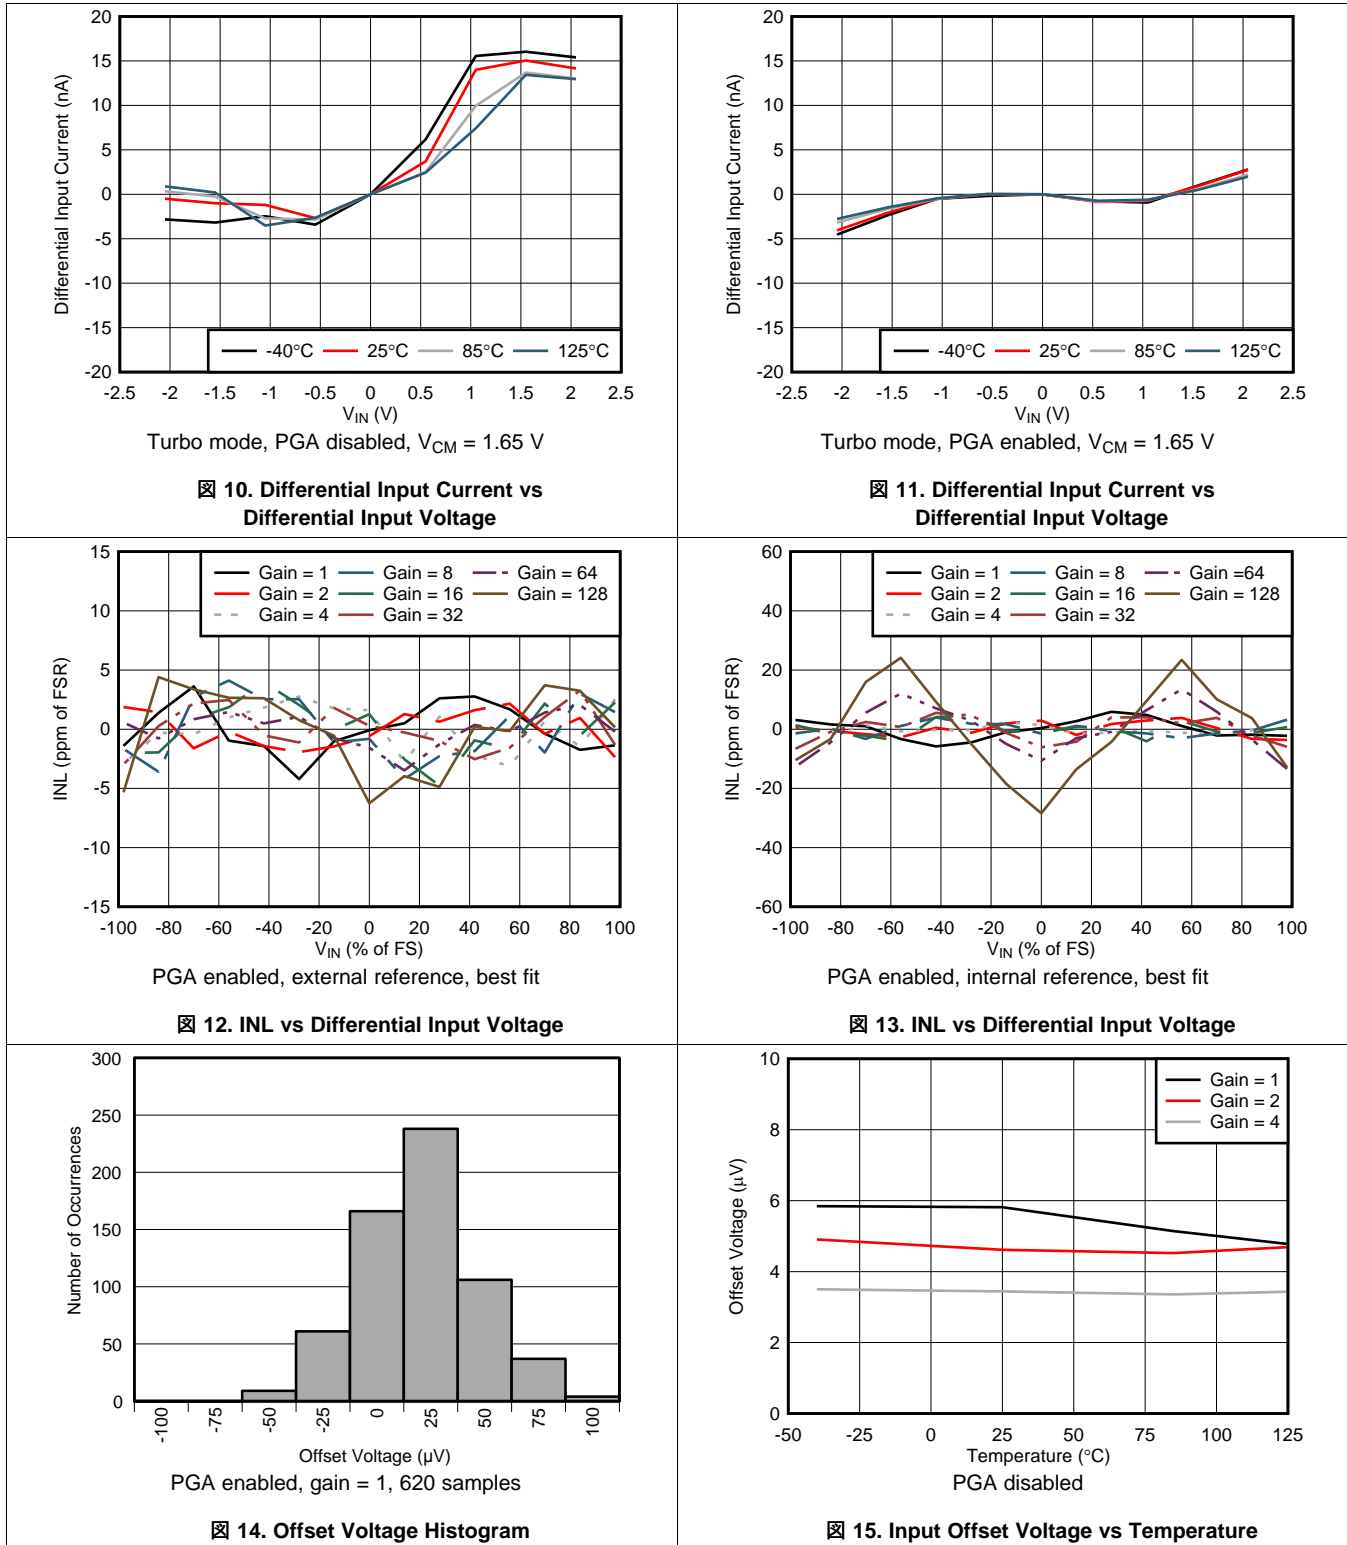 20
15
10
5
0
-5
-10
-15
-20
Differential Input Current (nA)
-40°C 25°C 85°C 125°C
-2.5 -2 -1.5 -1 -0.5 0 0.5 1 1.5 2 2.5
VIN (V)
Turbo mode, PGA disabled, VCM = 1.65 V
図 10. Differential Input Current vs
Differential Input Voltage
20
15
10
5
0
-5
-10
-15
-20
Differential Input Current (nA)
-40°C 25°C 85°C 125°C
-2.5 -2 -1.5 -1 -0.5 0 0.5 1 1.5 2 2.5
VIN (V)
Turbo mode, PGA enabled, VCM = 1.65 V
図 11. Differential Input Current vs
Differential Input Voltage
15
10
5
0
-5
-10
-15
INL (ppm of FSR)
Gain = 1 Gain = 8 Gain = 64
Gain = 2 Gain = 16 Gain = 128
Gain = 4 Gain = 32
-100 -80 -60 -40 -20 0 20 40 60 80 100
VIN (% of FS)
PGA enabled, external reference, best fit
図 12. INL vs Differential Input Voltage
60
40
20
0
-20
-40
-60
INL (ppm of FSR)
Gain = 1 Gain = 8 Gain =64
Gain = 2 Gain = 16 Gain = 128
Gain = 4 Gain = 32
-100 -80 -60 -40 -20 0 20 40 60 80 100
VIN (% of FS)
PGA enabled, internal reference, best fit
図 13. INL vs Differential Input Voltage
300
250
200
150
100
50
0
Number of Occurrences
-100 -75 -50 -25 0 25 50 75 100
Offset Voltage (µV)
PGA enabled, gain = 1, 620 samples
図 14. Offset Voltage Histogram
10
8
6
4
2
0
Offset Voltage (µV)
Gain = 1
Gain = 2
Gain = 4
-50 -25 0 25 50 75 100 125
Temperature (°C)
PGA disabled
図 15. Input Offset Voltage vs Temperature